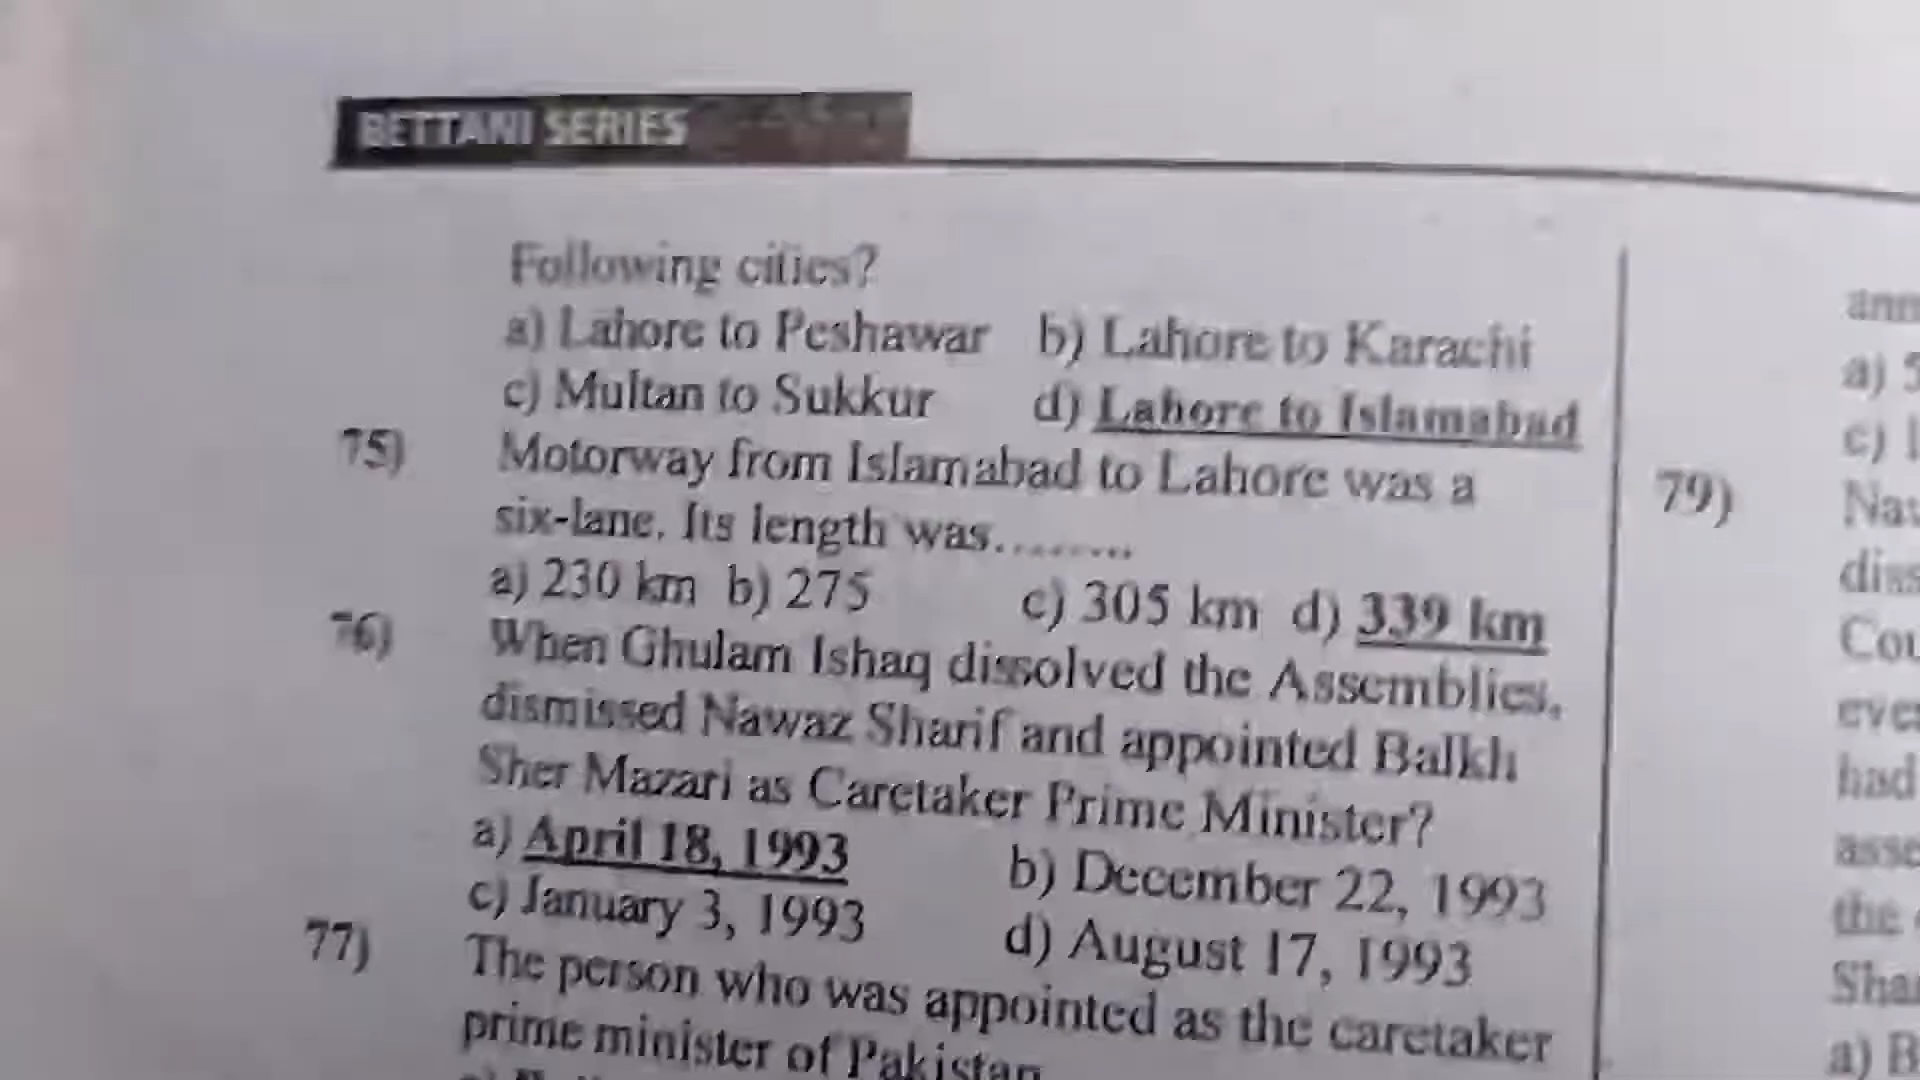 BETTANI SERIES
Following cities?
a) Lahore to Peshawar b) Lahore to Karachi
c) Multan to Sukkur d) Lahore to Islamabad
75) Motorway from Islamabad to Lahore was a
six-lane. Its length was.........
a) 230 km b) 275 c) 305 km d) 339 km
76) When Ghulam Ishaq dissolved the Assemblies,
dismissed Nawaz Sharif and appointed Balkh
Sher Mazari as Caretaker Prime Minister?
a) April 18, 1993 b) December 22, 1993
c) January 3, 1993 d) August 17, 1993
77) The person who was appointed as the caretaker
prime minister of Pakistan
a)
c)
79)
had
the
a) B